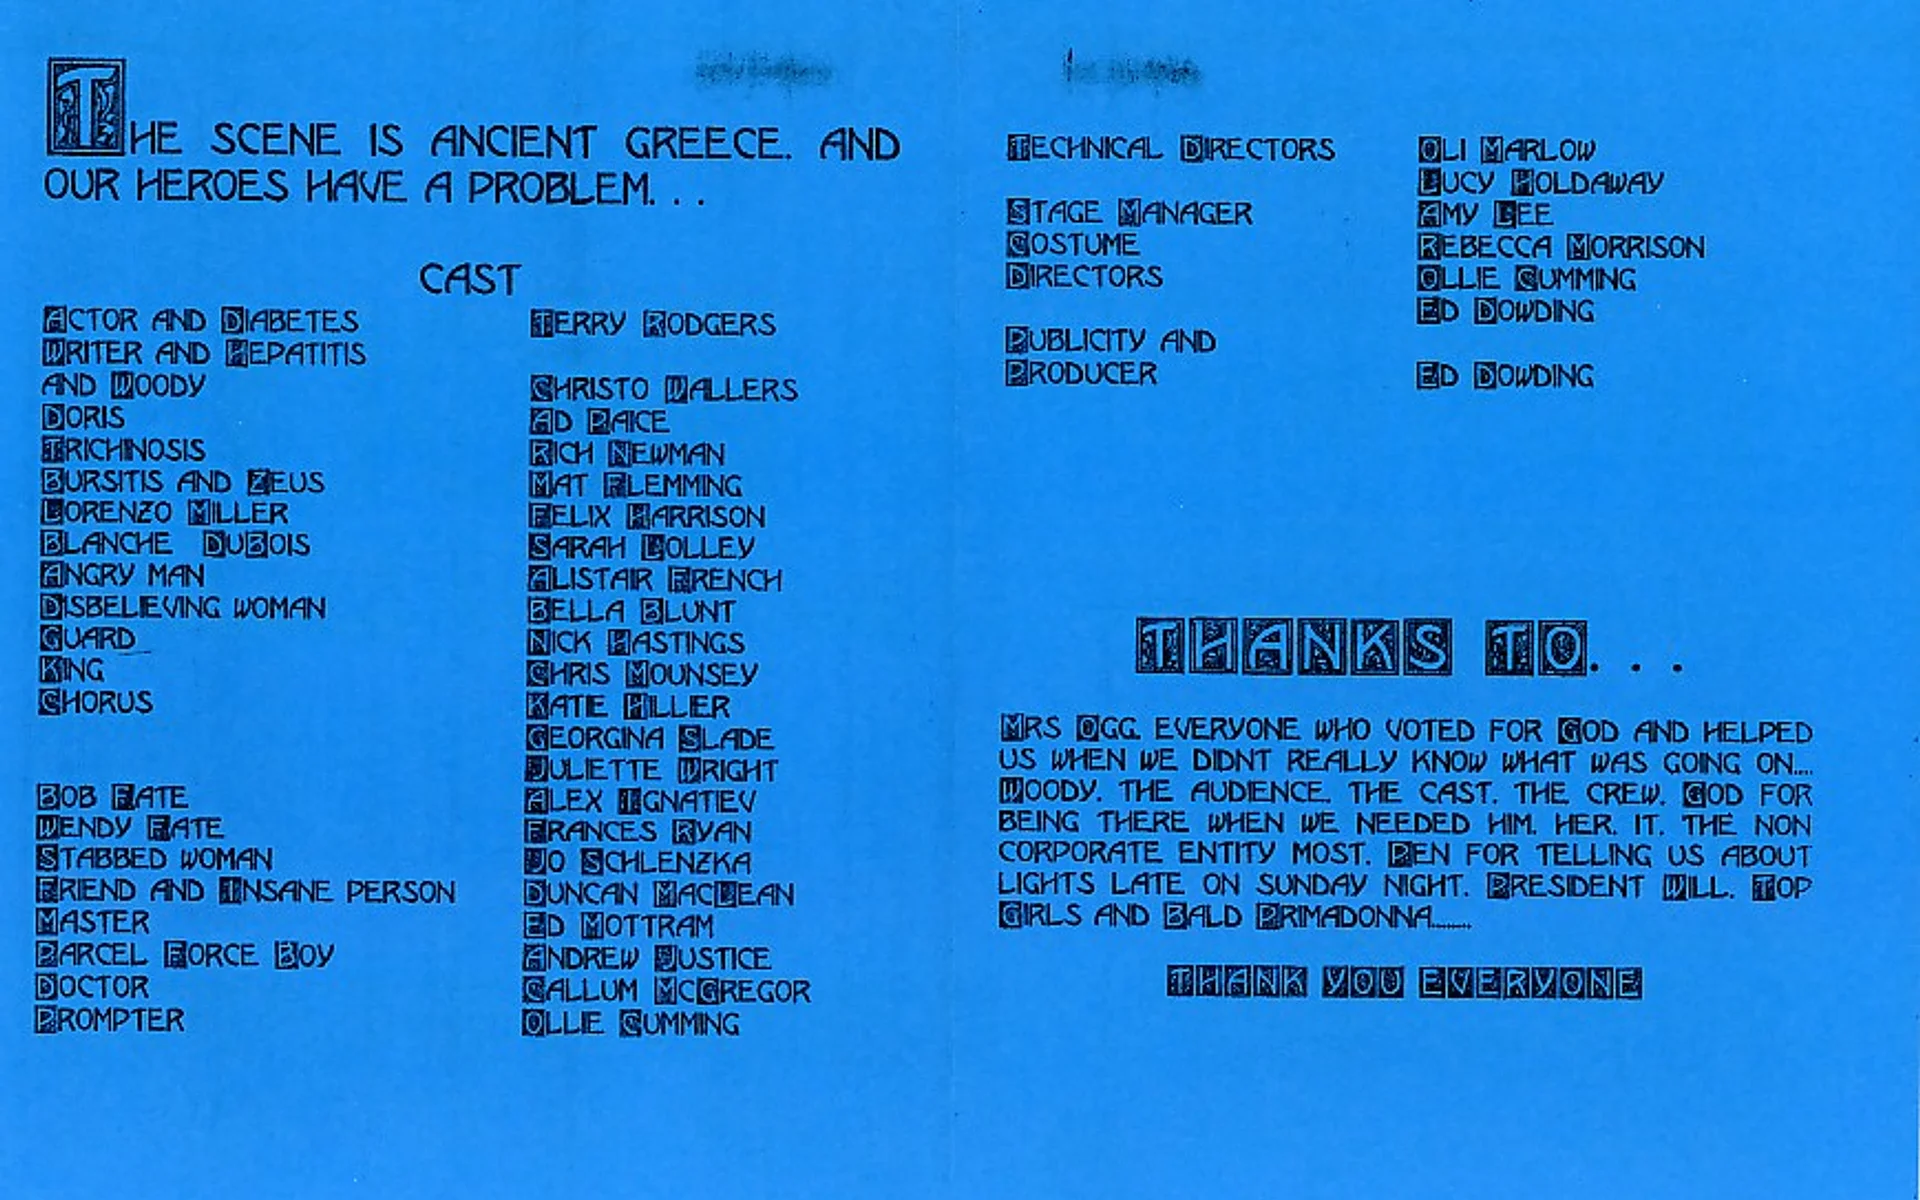 THE SCENE IS ANCIENT GREECE. AND
OUR HEROES HAVE A PROBLEM. . .
CAST
ACTOR AND DIABETES
WRITER AND HEPATITIS
AND WOODY
DORIS
TRICHINOSIS
BURSITIS AND ZEUS
LORENZO MILLER
BLANCHE DUBOIS
ANGRY MAN
DISBELIEVING WOMAN
GUARD
KING
CHORUS
BOB FATE
WENDY FATE
STABBED WOMAN
FRIEND AND INSANE PERSON
MASTER
PARCEL FORCE BOY
DOCTOR
PROMPTER
TERRY RODGERS
CHRISTO WALLERS
AD PAICE
RICH NEWMAN
MAT FLEMMING
FELIX HARRISON
SARAH LOLLEY
ALISTAIR FRENCH
BELLA BLUNT
NICK HASTINGS
CHRIS MOUNSEY
KATE HILLER
GEORGINA SLADE
JULIETTE WRIGHT
ALEX IGNATIEV
FRANCES RYAN
JO SCHLENZKA
DUNCAN MACLEAN
ED MOTTRAM
ANDREW JUSTICE
CALLUM MCGREGOR
OLLIE CUMMING
TECHNICAL DIRECTORS
STAGE MANAGER
COSTUME
DIRECTORS
PUBLICITY AND
PRODUCER
OLI MARLOW
LUCY HOLDAWAY
AMY LEE
REBECCA MORRISON
OLLIE CUMMING
ED DOWDING
ED DOWDING
THANKS TO. . .
MRS OGG. EVERYONE WHO VOTED FOR GOD AND HELPED
US WHEN WE DIDNT REALLY KNOW WHAT WAS GOING ON....
WOODY. THE AUDIENCE. THE CAST. THE CREW. GOD FOR
BEING THERE WHEN WE NEEDED HIM. HER. IT. THE NON
CORPORATE ENTITY MOST. BEN FOR TELLING US ABOUT
LIGHTS LATE ON SUNDAY NIGHT. PRESIDENT WILL. TOP
GIRLS AND BALD PRIMADONNA........
THANK YOU EVERYONE